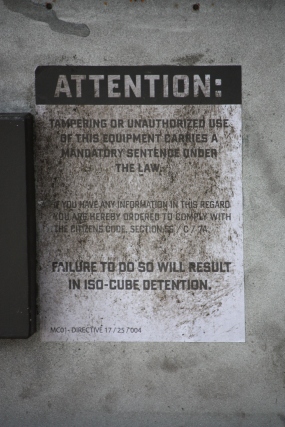 ATTENTION:
TAMPERING OR UNAUTHORIZED USE
OF THIS EQUIPMENT CARRIES A
MANDATORY SENTENCE UNDER
THE LAW.
IF YOU HAVE ANY INFORMATION IN THIS REGARD
YOU ARE HEREBY ORDERED TO COMPLY WITH
THE CITIZENS CODE, SECTION 55 / C / 7A.
FAILURE TO DO SO WILL RESULT
IN ISO-CUBE DETENTION.
MC01- DIRECTIVE 17 / 25 / 004